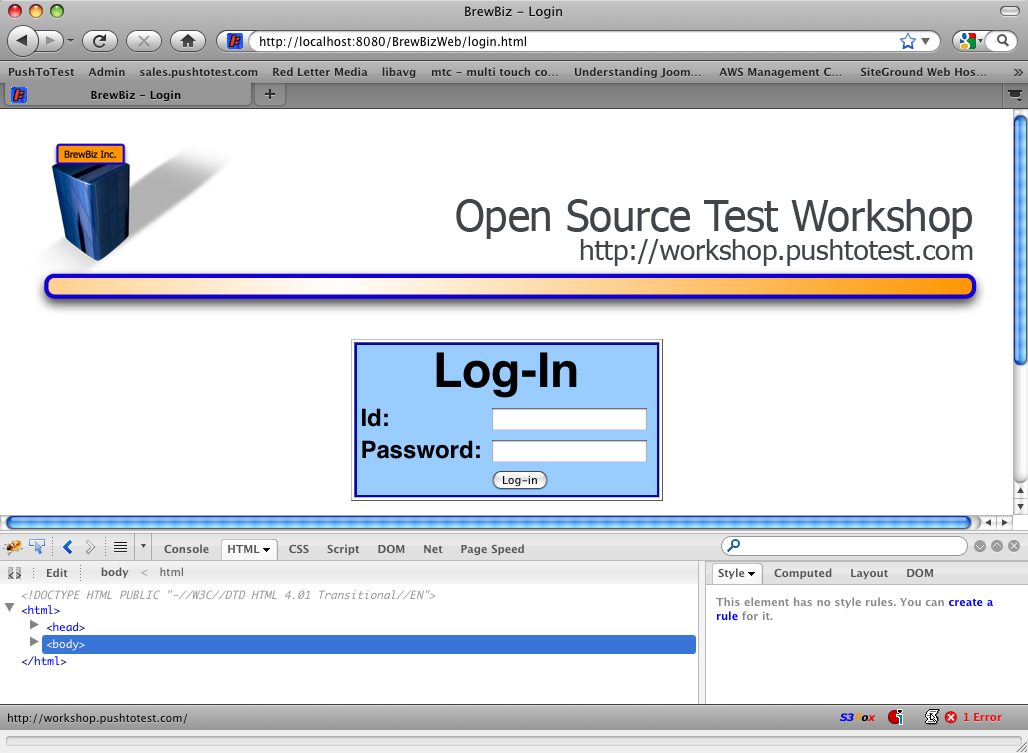 BrewBiz - Login
http://localhost:8080/BrewBizWeb/login.html
PushToTest Admin sales.pushtotest.com Red Letter Media libavg mtc - multi touch co... Understanding Joom... AWS Management C... SiteGround Web Hos... »
BrewBiz - Login +
BrewBiz Inc.
Open Source Test Workshop
http://workshop.pushtotest.com
Log-In
Id:
Password:
Log-in
Console HTML CSS Script DOM Net Page Speed
Edit body < html
Style Computed Layout DOM
<!DOCTYPE HTML PUBLIC "-//W3C//DTD HTML 4.01 Transitional//EN">
<html>
<head>
<body>
</html>
This element has no style rules. You can create a
rule for it.
http://workshop.pushtotest.com/
S3Fox 1 Error